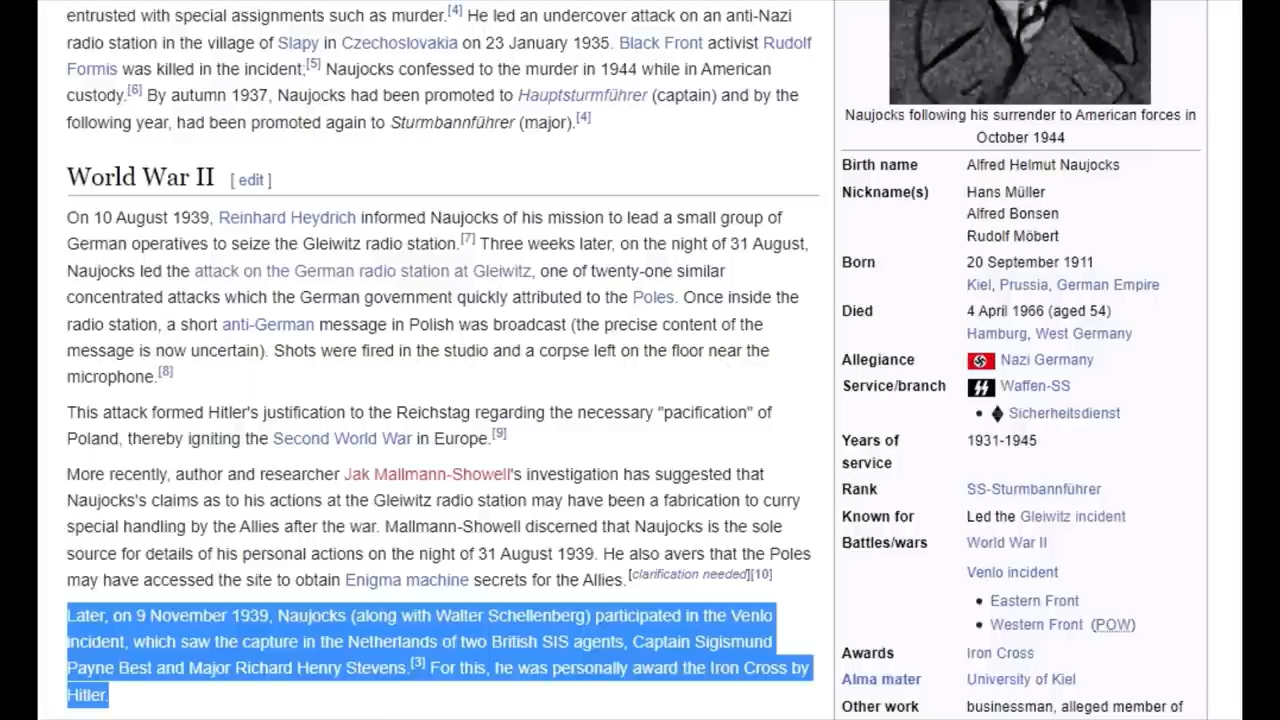 entrusted with special assignments such as murder.[4] He led an undercover attack on an anti-Nazi
radio station in the village of Slapy in Czechoslovakia on 23 January 1935. Black Front activist Rudolf
Formis was killed in the incident;[5] Naujocks confessed to the murder in 1944 while in American
custody.[6] By autumn 1937, Naujocks had been promoted to Hauptsturmführer (captain) and by the
following year, had been promoted again to Sturmbannführer (major).[4]
World War II [ edit ]
On 10 August 1939, Reinhard Heydrich informed Naujocks of his mission to lead a small group of
German operatives to seize the Gleiwitz radio station.[7] Three weeks later, on the night of 31 August,
Naujocks led the attack on the German radio station at Gleiwitz, one of twenty-one similar
concentrated attacks which the German government quickly attributed to the Poles. Once inside the
radio station, a short anti-German message in Polish was broadcast (the precise content of the
message is now uncertain). Shots were fired in the studio and a corpse left on the floor near the
microphone.[8]
This attack formed Hitler's justification to the Reichstag regarding the necessary "pacification" of
Poland, thereby igniting the Second World War in Europe.[9]
More recently, author and researcher Jak Mallmann-Showell's investigation has suggested that
Naujocks's claims as to his actions at the Gleiwitz radio station may have been a fabrication to curry
special handling by the Allies after the war. Mallmann-Showell discerned that Naujocks is the sole
source for details of his personal actions on the night of 31 August 1939. He also avers that the Poles
may have accessed the site to obtain Enigma machine secrets for the Allies.[clarification needed][10]
Later, on 9 November 1939, Naujocks (along with Walter Schellenberg) participated in the Venlo
incident, which saw the capture in the Netherlands of two British SIS agents, Captain Sigismund
Payne Best and Major Richard Henry Stevens.[3] For this, he was personally award the Iron Cross by
Hitler.
Naujocks following his surrender to American forces in
October 1944
Birth name Alfred Helmut Naujocks
Nickname(s) Hans Müller
Alfred Bonsen
Rudolf Möbert
Born 20 September 1911
Kiel, Prussia, German Empire
Died 4 April 1966 (aged 54)
Hamburg, West Germany
Allegiance Nazi Germany
Service/branch Waffen-SS
• Sicherheitsdienst
Years of 1931-1945
service
Rank SS-Sturmbannführer
Known for Led the Gleiwitz incident
Battles/wars World War II
Venlo incident
• Eastern Front
• Western Front (POW)
Awards Iron Cross
Alma mater University of Kiel
Other work businessman, alleged member of